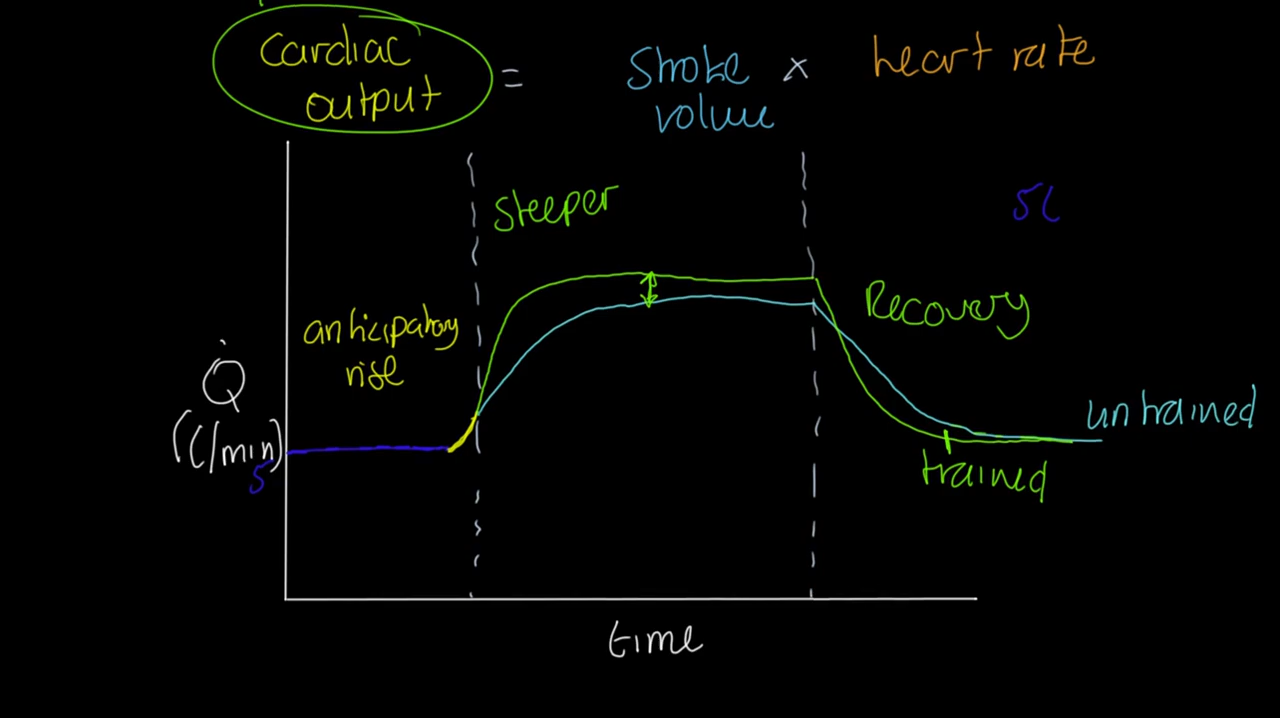 Cardiac
output
= Stroke x heart rate
volume
Steeper
5l
Recovery
anticipatory
rise
Q̇
(l/min)
5
untrained
trained
time